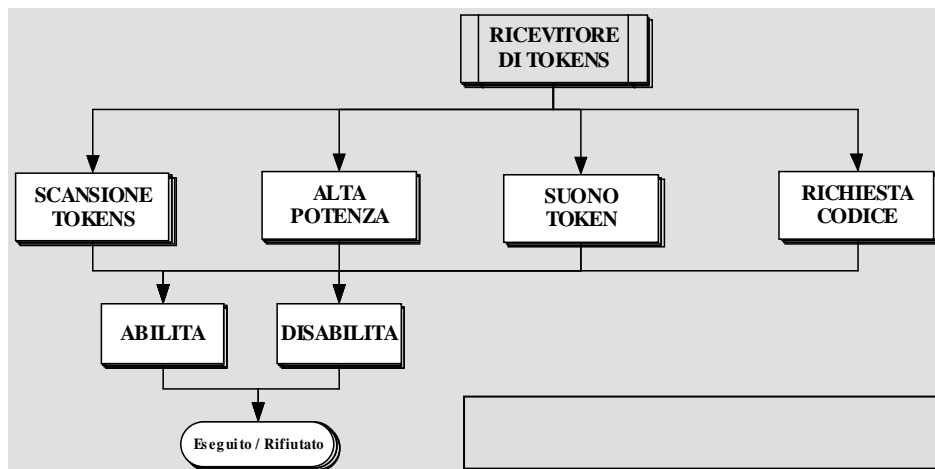 RICEVITORE
DI TOKENS
SCANSIONE
TOKENS
ALTA
POTENZA
SUONO
TOKEN
RICHIESTA
CODICE
ABILITA
DISABILITA
Eseguito / Rifiutato